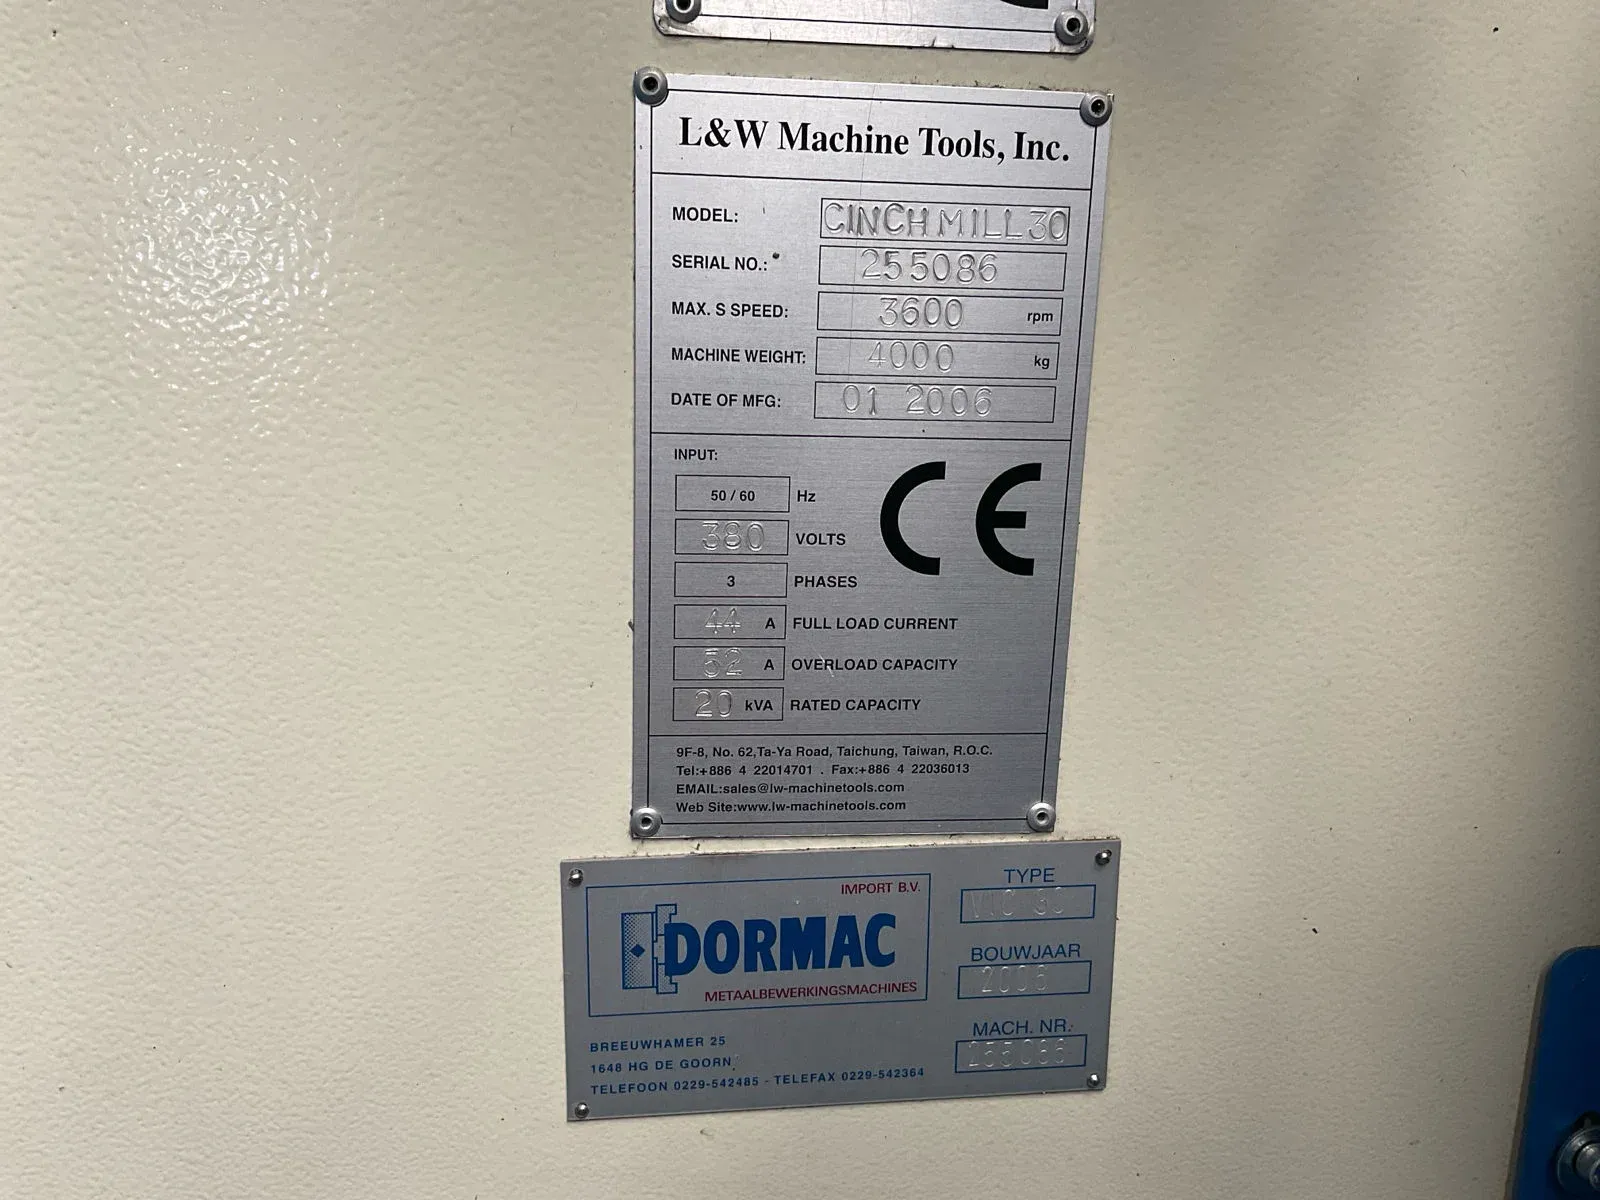 L&W Machine Tools, Inc.
MODEL: CINCH MILL 30
SERIAL NO.: 255086
MAX. S SPEED: 3600 rpm
MACHINE WEIGHT: 4000 kg
DATE OF MFG: 01 2006
INPUT:
50 / 60 Hz
380 VOLTS
3 PHASES
CE
44 A FULL LOAD CURRENT
52 A OVERLOAD CAPACITY
20 kVA RATED CAPACITY
9F-8, No. 62,Ta-Ya Road, Taichung, Taiwan, R.O.C.
Tel:+886 4 22014701 . Fax:+886 4 22036013
EMAIL:sales@lw-machinetools.com
Web Site:www.lw-machinetools.com
IMPORT B.V.
DORMAC
METAALBEWERKINGSMACHINES
BREEUWHAMER 25
1648 HG DE GOORN
TELEFOON 0229-542485 - TELEFAX 0229-542364
TYPE
BOUWJAAR
2006
MACH. NR.: